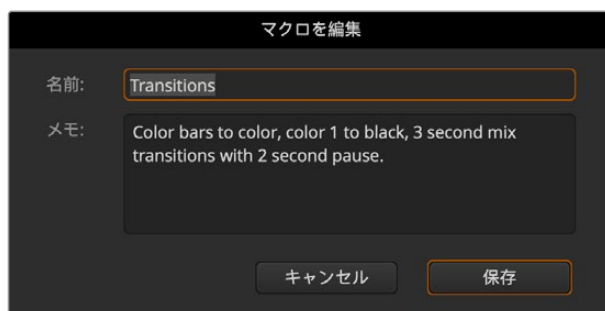 マクロを編集
名前: Transitions
メモ: Color bars to color, color 1 to black, 3 second mix
transitions with 2 second pause.
キャンセル 保存